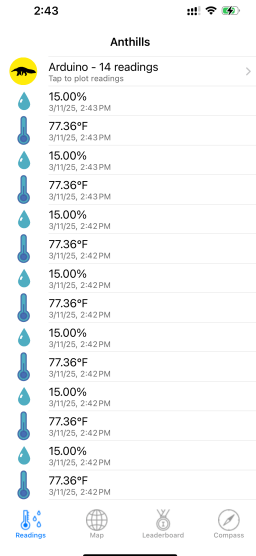 2:43
Anthills
Arduino - 14 readings
Tap to plot readings
15.00%
3/11/25, 2:43 PM
77.36°F
3/11/25, 2:43 PM
15.00%
3/11/25, 2:43 PM
77.36°F
3/11/25, 2:43 PM
15.00%
3/11/25, 2:42 PM
77.36°F
3/11/25, 2:42 PM
15.00%
3/11/25, 2:42 PM
77.36°F
3/11/25, 2:42 PM
15.00%
3/11/25, 2:42 PM
77.36°F
3/11/25, 2:42 PM
15.00%
3/11/25, 2:42 PM
77.36°F
3/11/25, 2:42 PM
15.00%
3/11/25, 2:42 PM
77.36°F
3/11/25, 2:42 PM
Readings
Map
Leaderboard
Compass